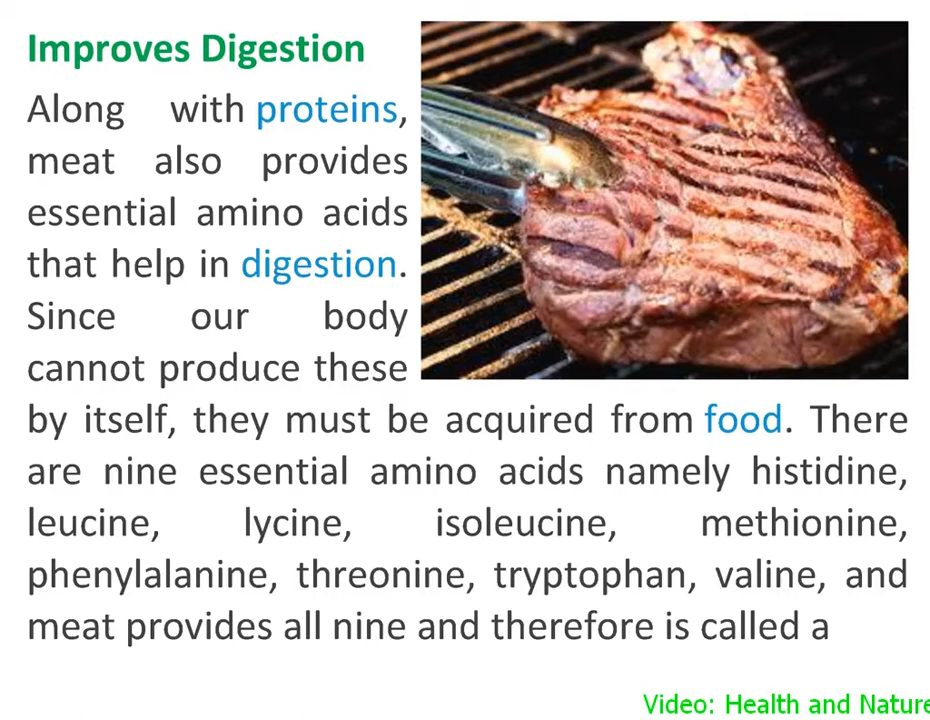 Improves Digestion
Along with proteins,
meat also provides
essential amino acids
that help in digestion.
Since our body
cannot produce these
by itself, they must be acquired from food. There
are nine essential amino acids namely histidine,
leucine, lycine, isoleucine, methionine,
phenylalanine, threonine, tryptophan, valine, and
meat provides all nine and therefore is called a
Video: Health and Nature